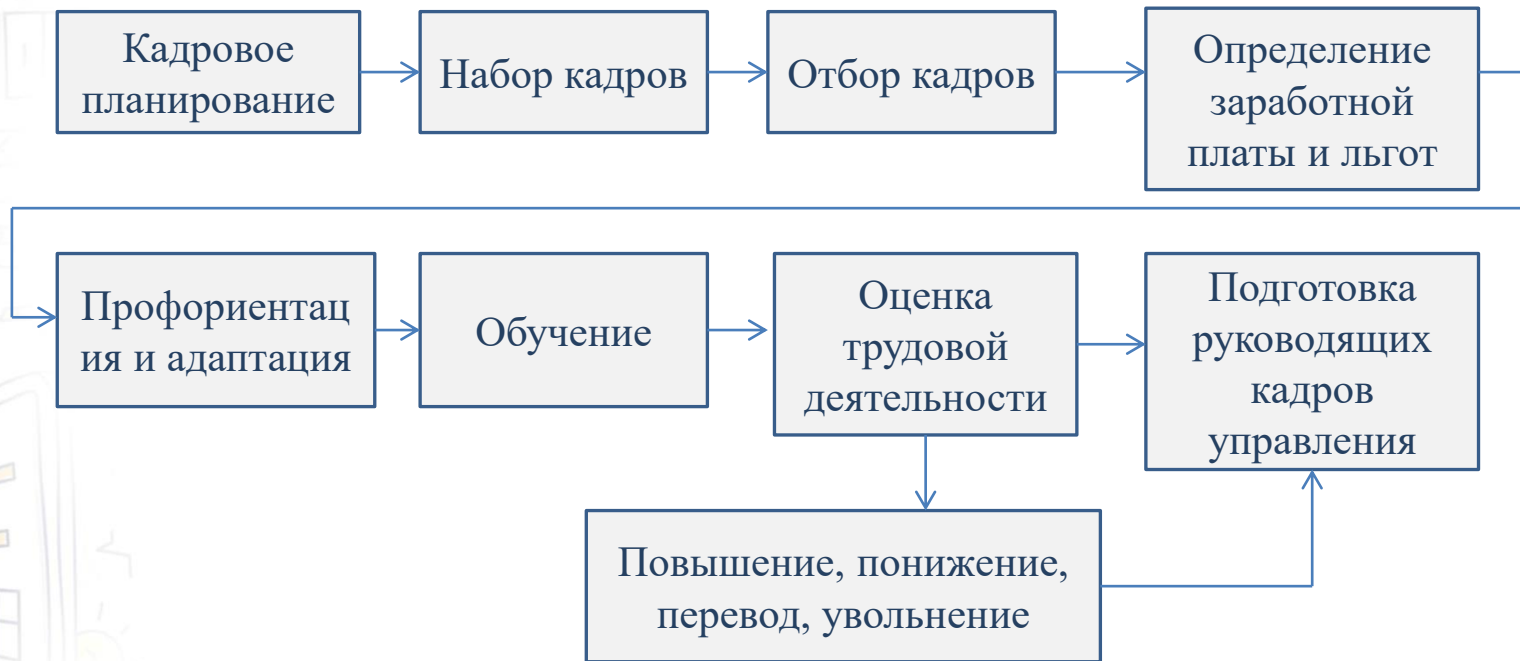 Кадровое
планирование
Набор кадров
Отбор кадров
Определение
заработной
платы и льгот
Профориентац
ия и адаптация
Обучение
Оценка
трудовой
деятельности
Подготовка
руководящих
кадров
управления
Повышение, понижение,
перевод, увольнение